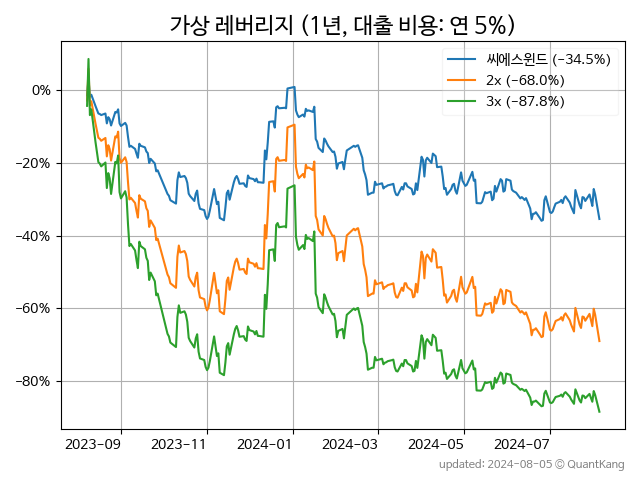 가상 레버리지 (1년, 대출 비용: 연 5%)
씨에스윈드 (−34.5%)
2x (−68.0%)
3x (−87.8%)
0%
−20%
−40%
−60%
−80%
2023-09
2023-11
2024-01
2024-03
2024-05
2024-07
updated: 2024-08-05 © QuantKang